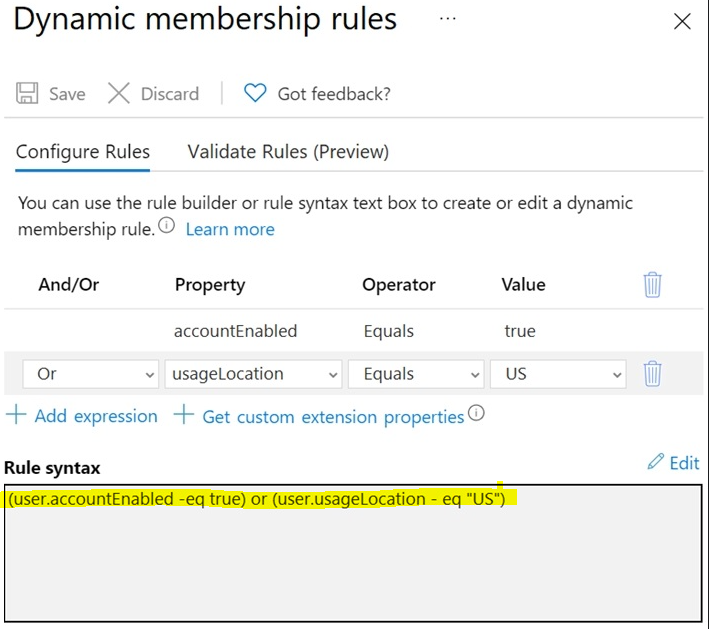 Dynamic membership rules ...
Save Discard Got feedback?
Configure Rules Validate Rules (Preview)
You can use the rule builder or rule syntax text box to create or edit a dynamic
membership rule. Learn more
And/Or Property Operator Value
accountEnabled Equals true
Or usageLocation Equals US
+ Add expression + Get custom extension properties
Rule syntax Edit
(user.accountEnabled -eq true) or (user.usageLocation - eq "US")